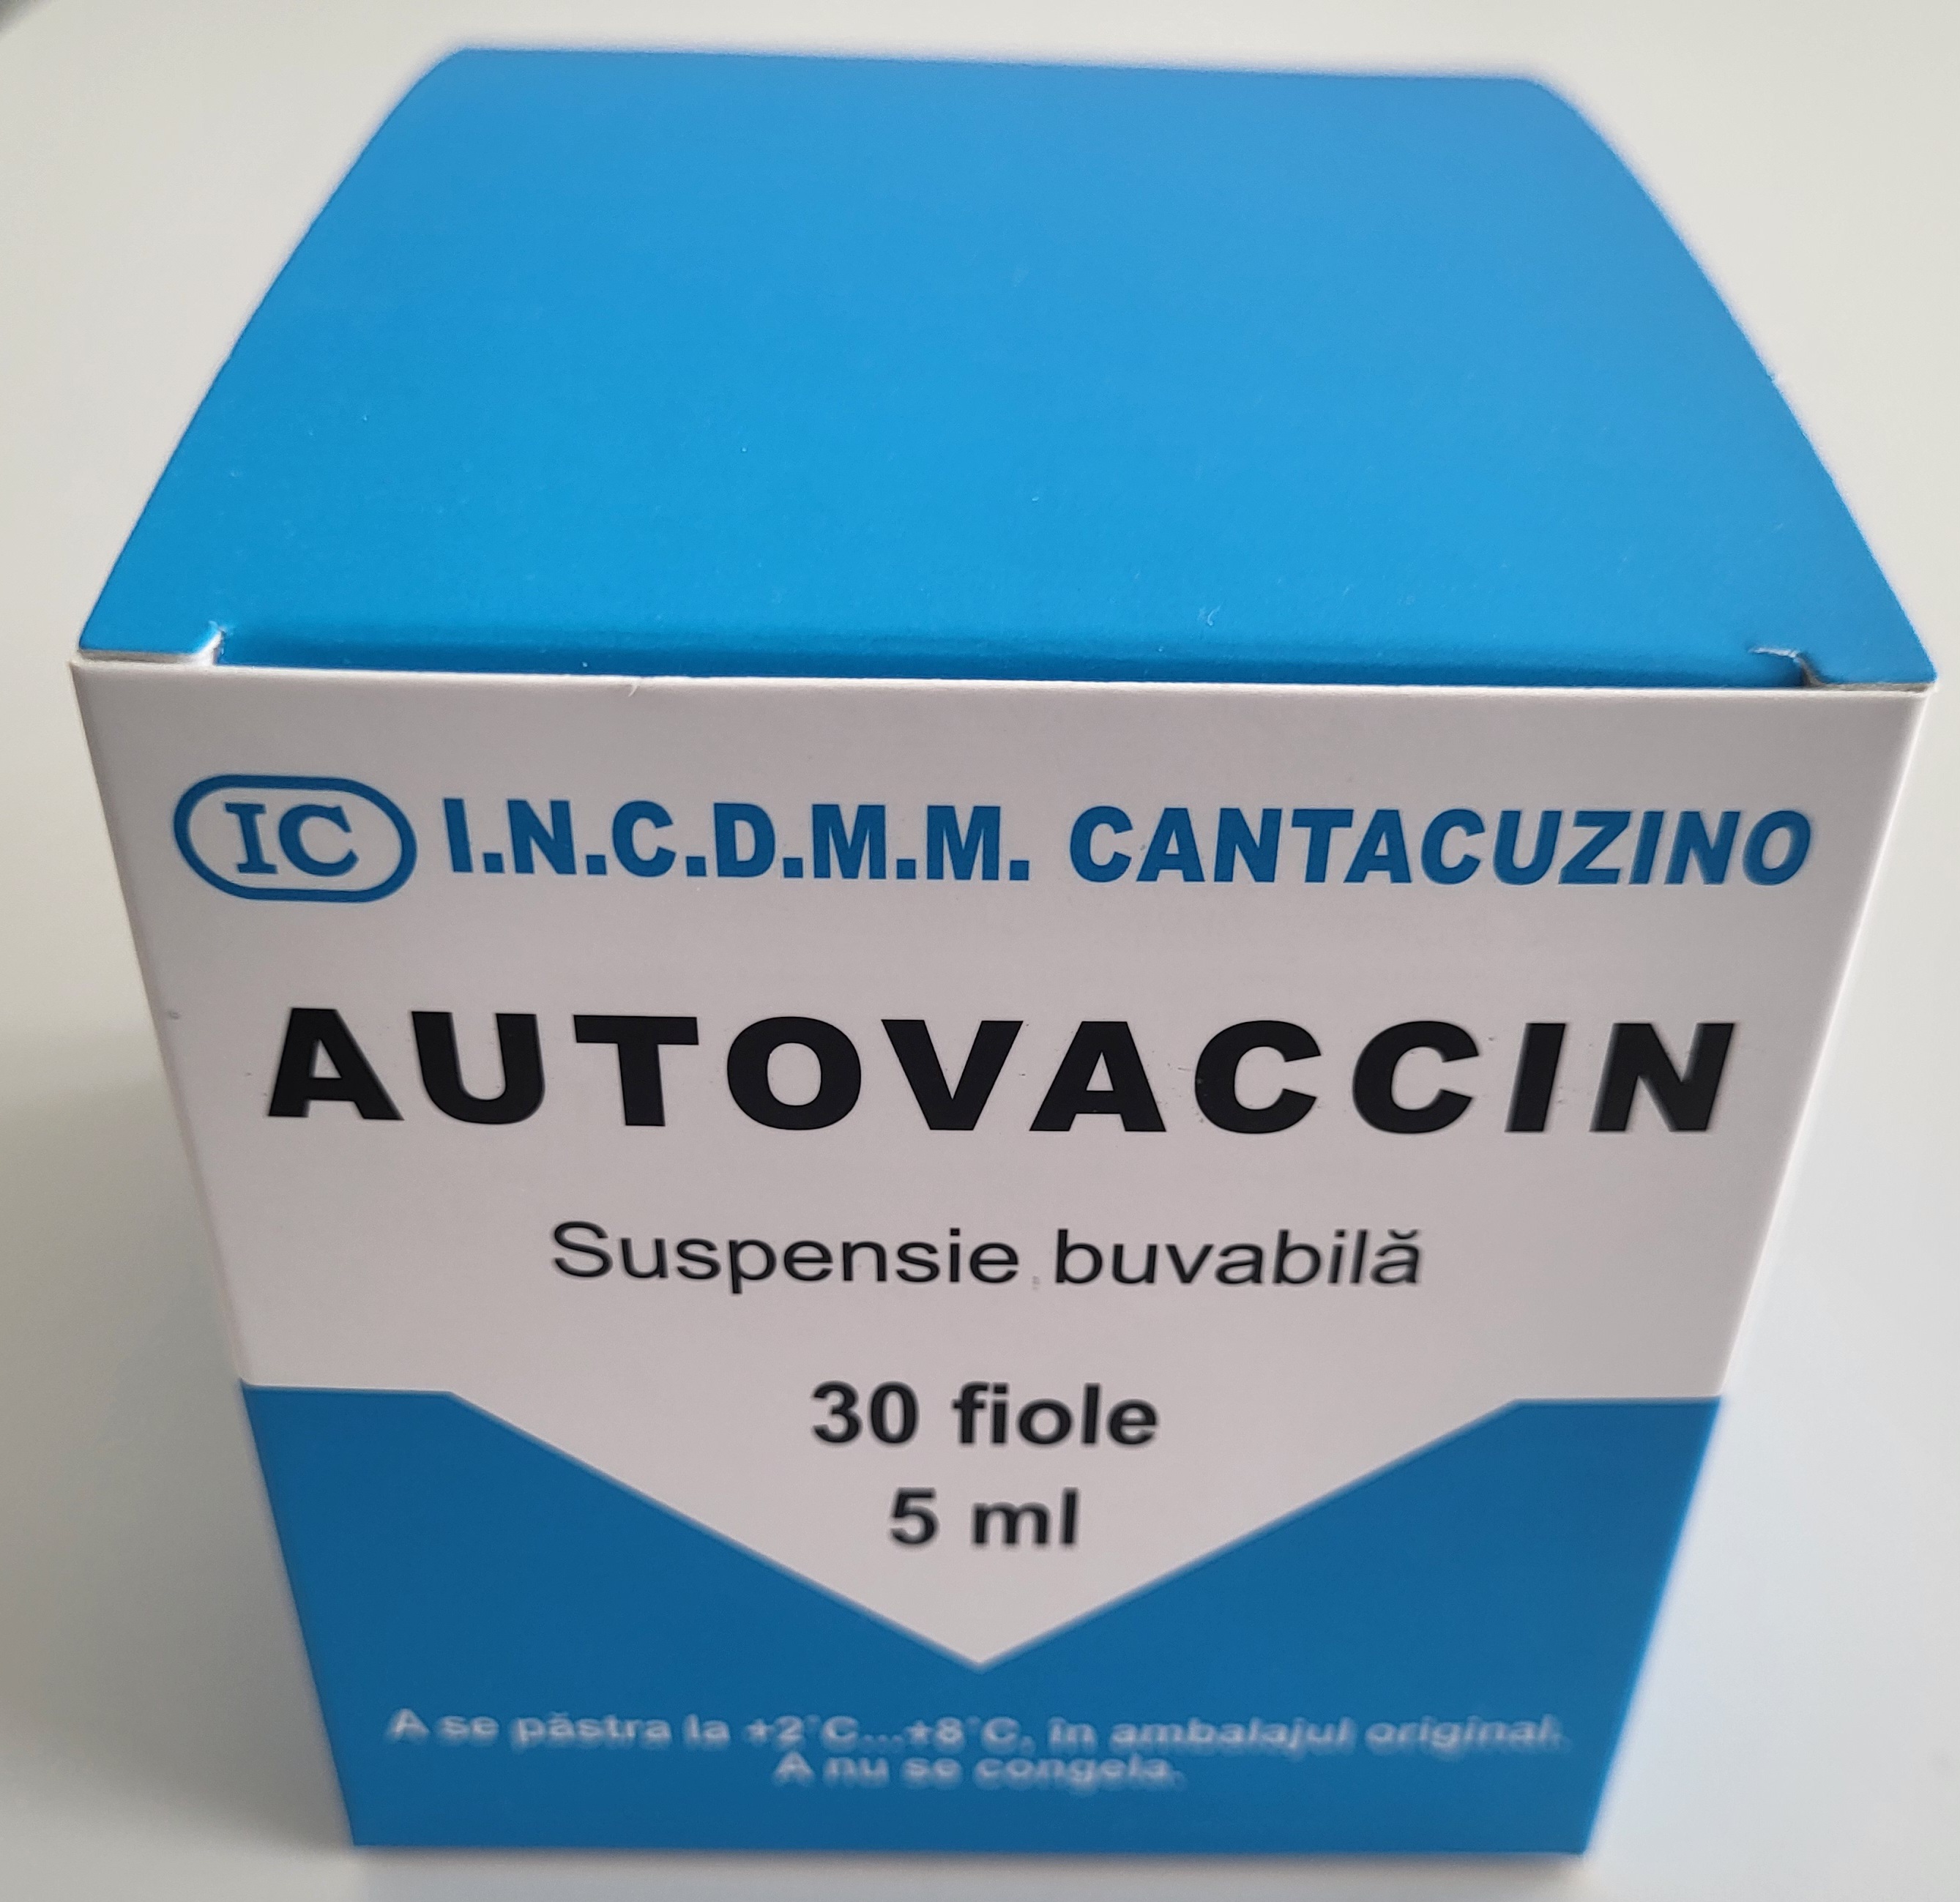 IC I.N.C.D.M.M. CANTACUZINO
AUTOVACCIN
Suspensie buvabilă
30 fiole
5 ml
A se păstra la +2°C...+8°C, în ambalajul original.
A nu se congela.